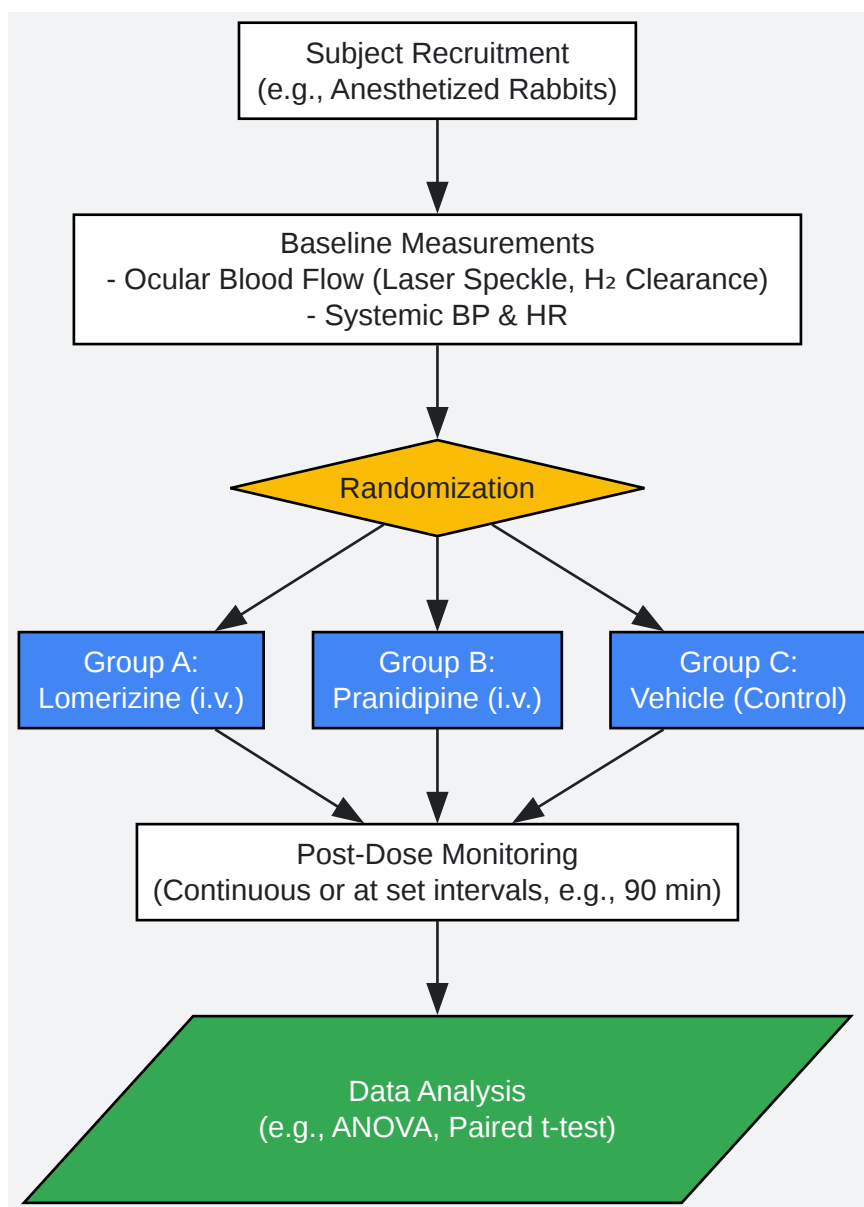 Subject Recruitment
(e.g., Anesthetized Rabbits)
Baseline Measurements
- Ocular Blood Flow (Laser Speckle, H₂ Clearance)
- Systemic BP & HR
Randomization
Group A:
Lomerizine (i.v.)
Group B:
Pranidipine (i.v.)
Group C:
Vehicle (Control)
Post-Dose Monitoring
(Continuous or at set intervals, e.g., 90 min)
Data Analysis
(e.g., ANOVA, Paired t-test)